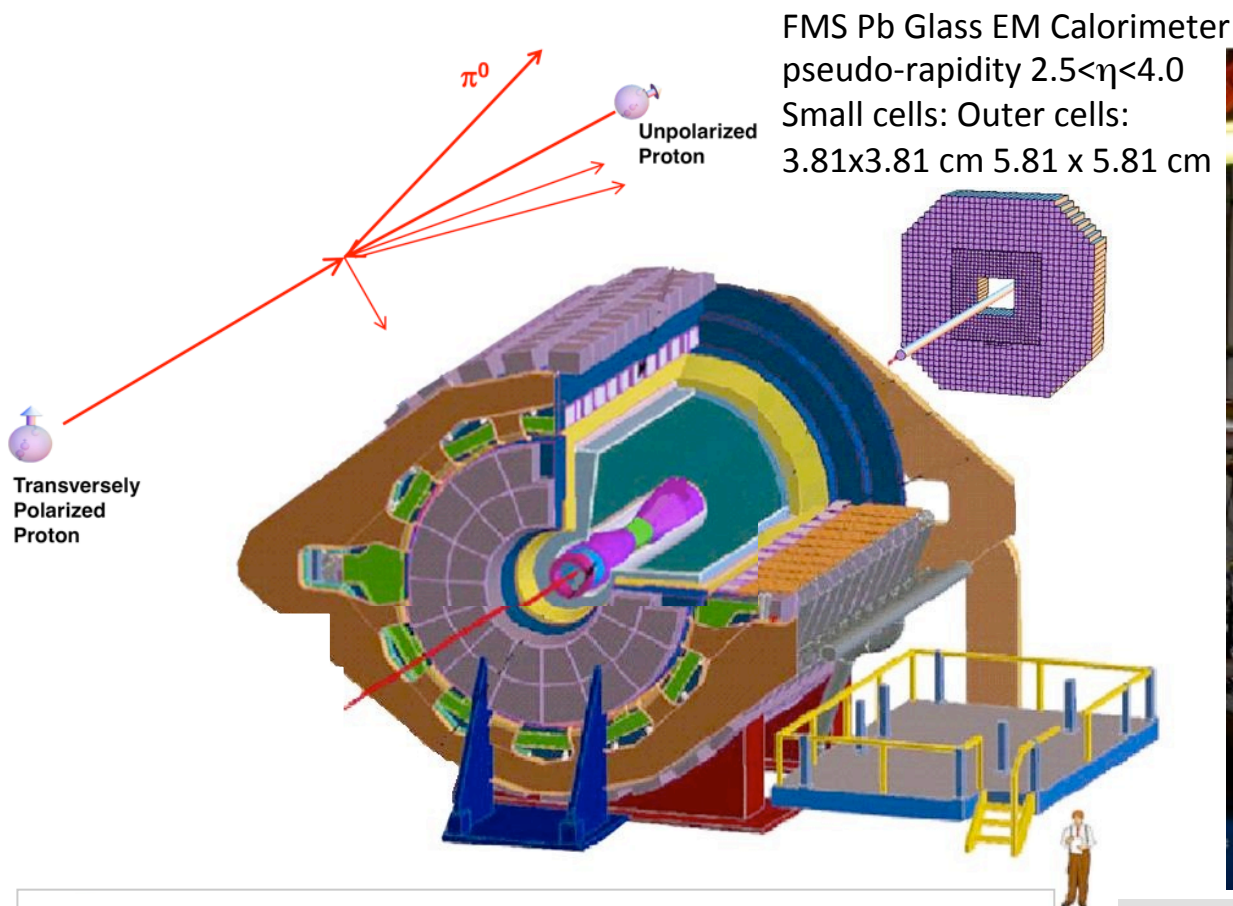 FMS Pb Glass EM Calorimeter
pseudo-rapidity 2.5<η<4.0
Small cells: Outer cells:
3.81x3.81 cm 5.81 x 5.81 cm
π⁰
Unpolarized
Proton
Transversely
Polarized
Proton